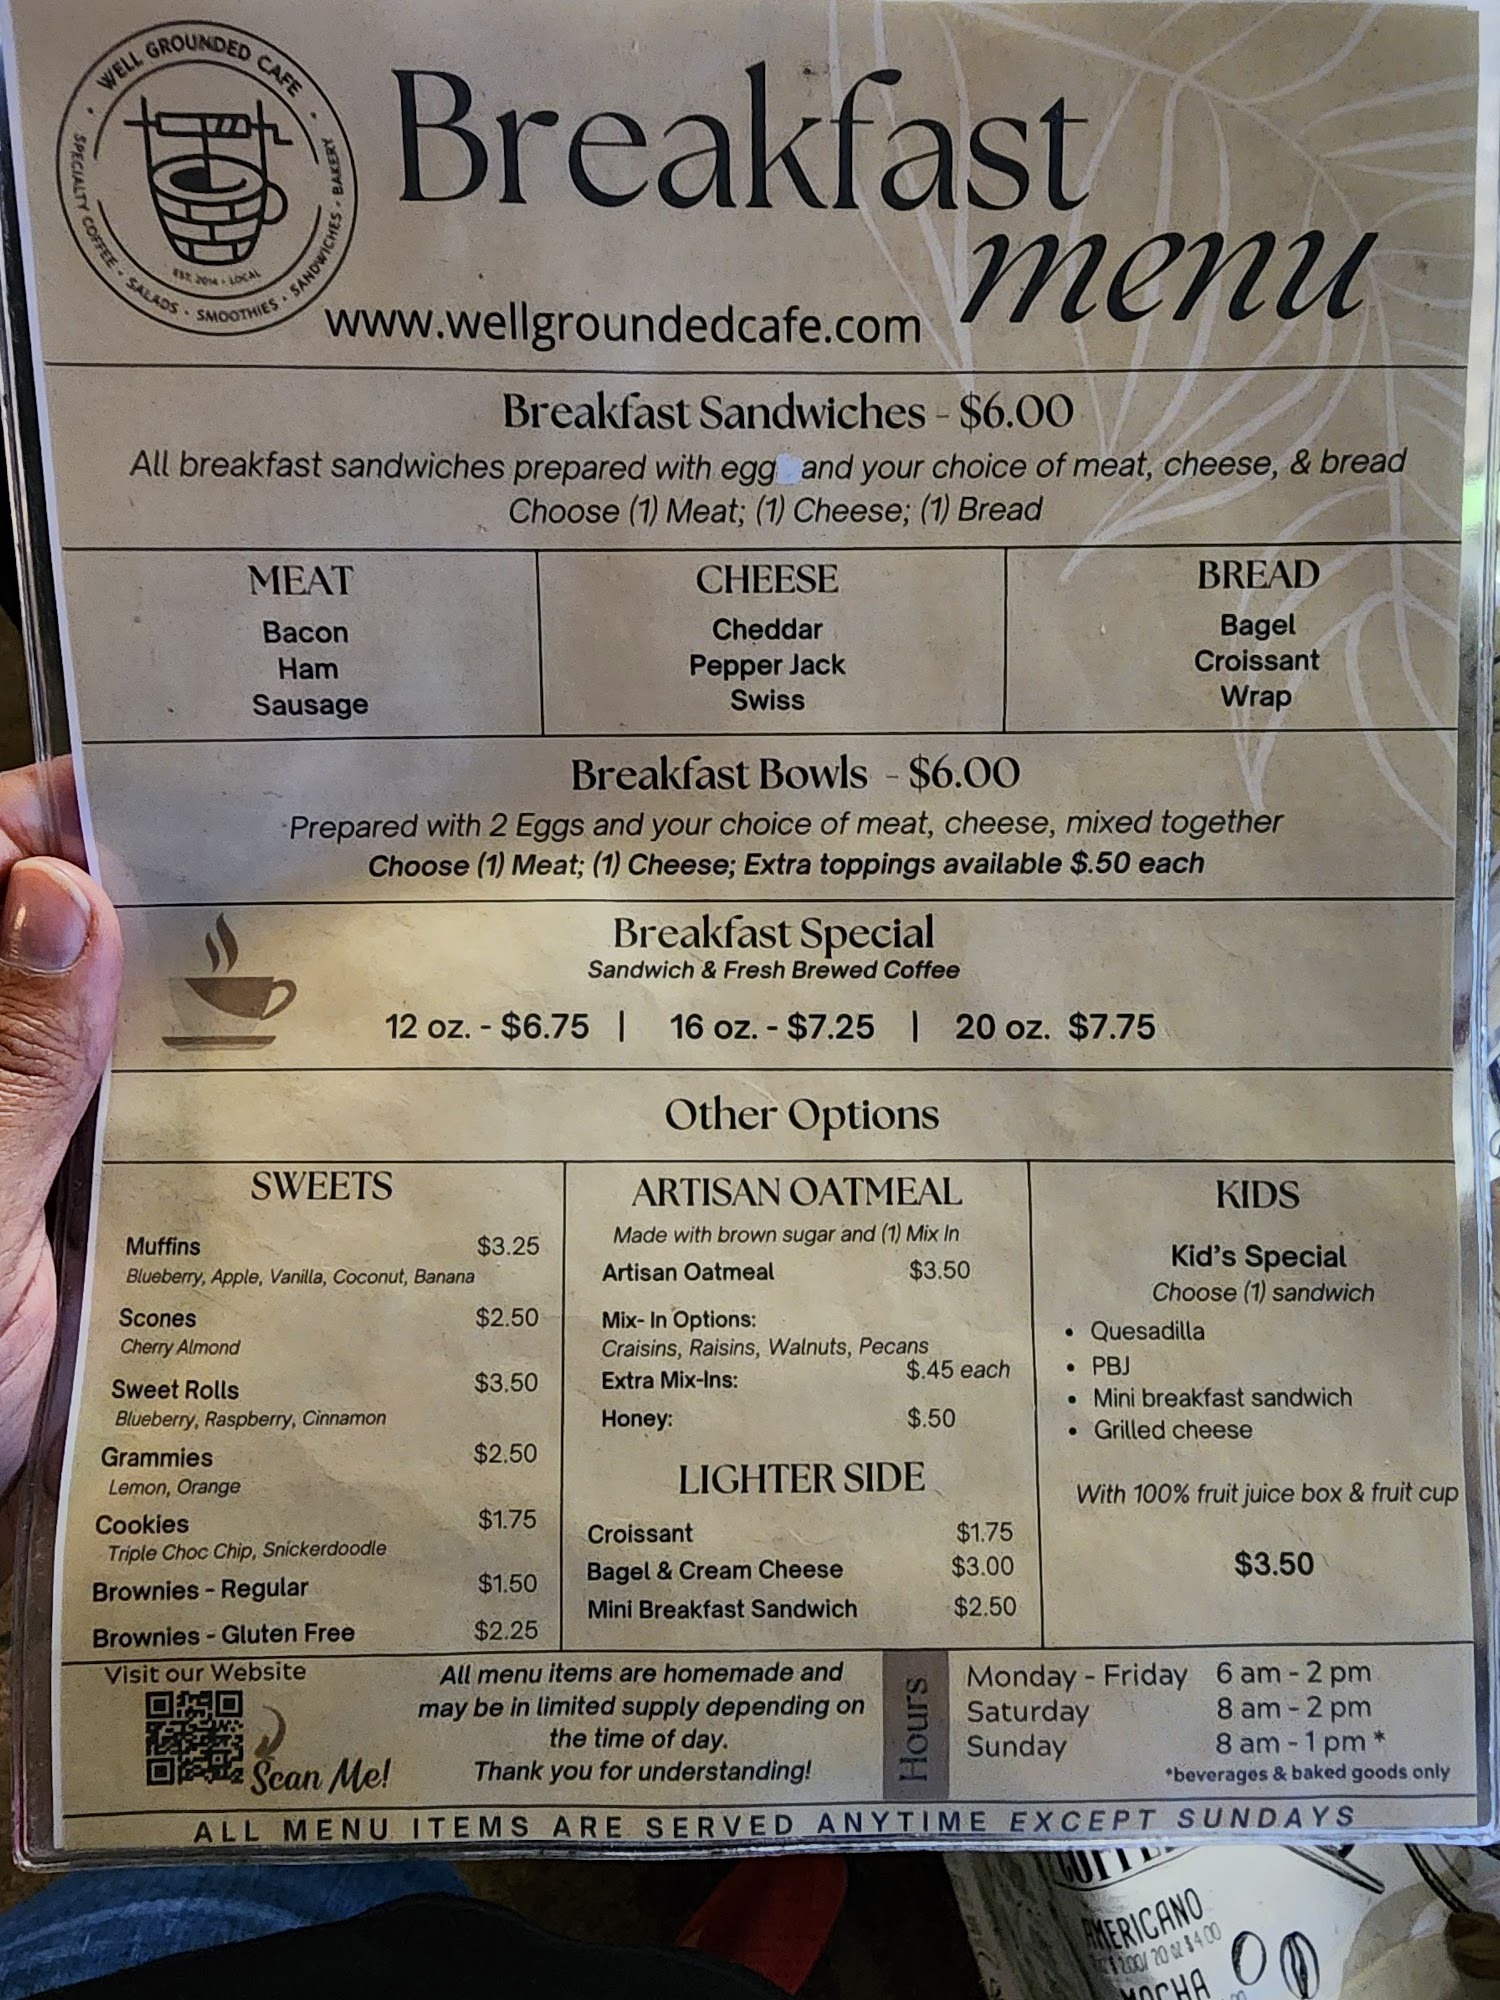 WELL GROUNDED CAFE
SPECIALTY COFFEE • SALADS • SMOOTHIES • SANDWICHES • BAKERY
EST. 2014 • LOCAL
Breakfast
menu
www.wellgroundedcafe.com
Breakfast Sandwiches - $6.00
All breakfast sandwiches prepared with egg and your choice of meat, cheese, & bread
Choose (1) Meat; (1) Cheese; (1) Bread
MEAT
Bacon
Ham
Sausage
CHEESE
Cheddar
Pepper Jack
Swiss
BREAD
Bagel
Croissant
Wrap
Breakfast Bowls - $6.00
Prepared with 2 Eggs and your choice of meat, cheese, mixed together
Choose (1) Meat; (1) Cheese; Extra toppings available $.50 each
Breakfast Special
Sandwich & Fresh Brewed Coffee
12 oz. - $6.75 | 16 oz. - $7.25 | 20 oz. $7.75
Other Options
SWEETS
Muffins $3.25
Blueberry, Apple, Vanilla, Coconut, Banana
Scones $2.50
Cherry Almond
Sweet Rolls $3.50
Blueberry, Raspberry, Cinnamon
Grammies $2.50
Lemon, Orange
Cookies $1.75
Triple Choc Chip, Snickerdoodle
Brownies - Regular $1.50
Brownies - Gluten Free $2.25
ARTISAN OATMEAL
Made with brown sugar and (1) Mix In
Artisan Oatmeal $3.50
Mix- In Options:
Craisins, Raisins, Walnuts, Pecans
Extra Mix-Ins: $.45 each
Honey: $.50
LIGHTER SIDE
Croissant $1.75
Bagel & Cream Cheese $3.00
Mini Breakfast Sandwich $2.50
KIDS
Kid's Special
Choose (1) sandwich
• Quesadilla
• PBJ
• Mini breakfast sandwich
• Grilled cheese
With 100% fruit juice box & fruit cup
$3.50
Visit our Website
Scan Me!
All menu items are homemade and
may be in limited supply depending on
the time of day.
Thank you for understanding!
Hours
Monday - Friday 6 am - 2 pm
Saturday 8 am - 2 pm
Sunday 8 am - 1 pm *
*beverages & baked goods only
ALL MENU ITEMS ARE SERVED ANYTIME EXCEPT SUNDAYS
AMERICANO
20 oz $4.00
MOCHA